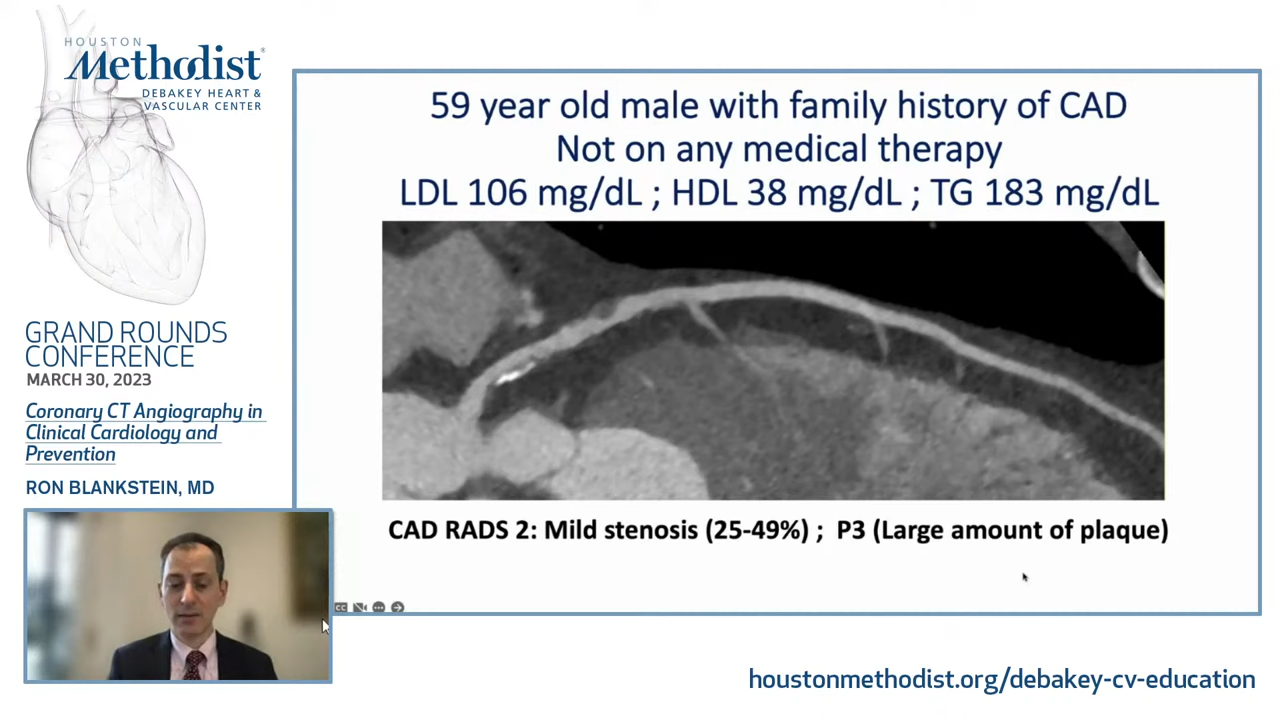 HOUSTON
Methodist®
DEBAKEY HEART &
VASCULAR CENTER
GRAND ROUNDS
CONFERENCE
MARCH 30, 2023
Coronary CT Angiography in
Clinical Cardiology and
Prevention
RON BLANKSTEIN, MD
59 year old male with family history of CAD
Not on any medical therapy
LDL 106 mg/dL ; HDL 38 mg/dL ; TG 183 mg/dL
CAD RADS 2: Mild stenosis (25-49%) ; P3 (Large amount of plaque)
CC
houstonmethodist.org/debakey-cv-education